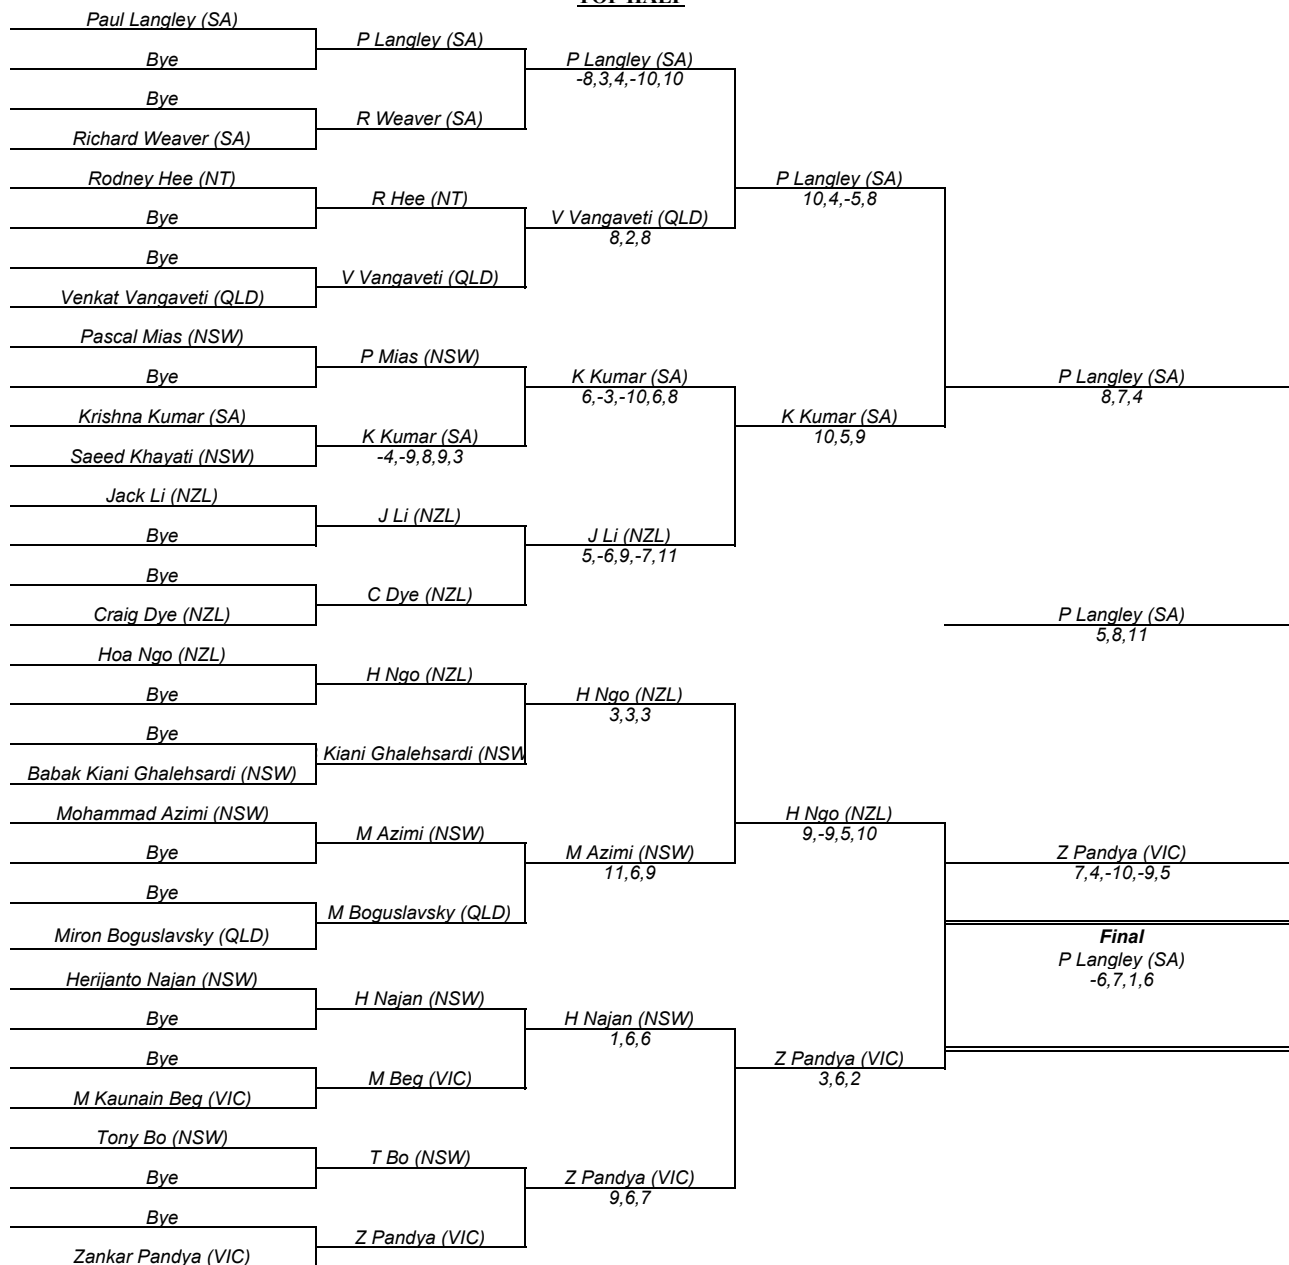 TOP HALF
Paul Langley (SA)
Bye
Bye
Richard Weaver (SA)
Rodney Hee (NT)
Bye
Bye
Venkat Vangaveti (QLD)
Pascal Mias (NSW)
Bye
Krishna Kumar (SA)
Saeed Khayati (NSW)
Jack Li (NZL)
Bye
Bye
Craig Dye (NZL)
Hoa Ngo (NZL)
Bye
Bye
Babak Kiani Ghalehsardi (NSW)
Mohammad Azimi (NSW)
Bye
Bye
Miron Boguslavsky (QLD)
Herijanto Najan (NSW)
Bye
Bye
M Kaunain Beg (VIC)
Tony Bo (NSW)
Bye
Bye
Zankar Pandya (VIC)
P Langley (SA)
R Weaver (SA)
R Hee (NT)
V Vangaveti (QLD)
P Mias (NSW)
K Kumar (SA)
-4,-9,8,9,3
J Li (NZL)
C Dye (NZL)
H Ngo (NZL)
Kiani Ghalehsardi (NSW
M Azimi (NSW)
M Boguslavsky (QLD)
H Najan (NSW)
M Beg (VIC)
T Bo (NSW)
Z Pandya (VIC)
P Langley (SA)
-8,3,4,-10,10
V Vangaveti (QLD)
8,2,8
K Kumar (SA)
6,-3,-10,6,8
J Li (NZL)
5,-6,9,-7,11
H Ngo (NZL)
3,3,3
M Azimi (NSW)
11,6,9
H Najan (NSW)
1,6,6
Z Pandya (VIC)
9,6,7
P Langley (SA)
10,4,-5,8
K Kumar (SA)
10,5,9
H Ngo (NZL)
9,-9,5,10
Z Pandya (VIC)
3,6,2
P Langley (SA)
8,7,4
P Langley (SA)
5,8,11
Z Pandya (VIC)
7,4,-10,-9,5
Final
P Langley (SA)
-6,7,1,6